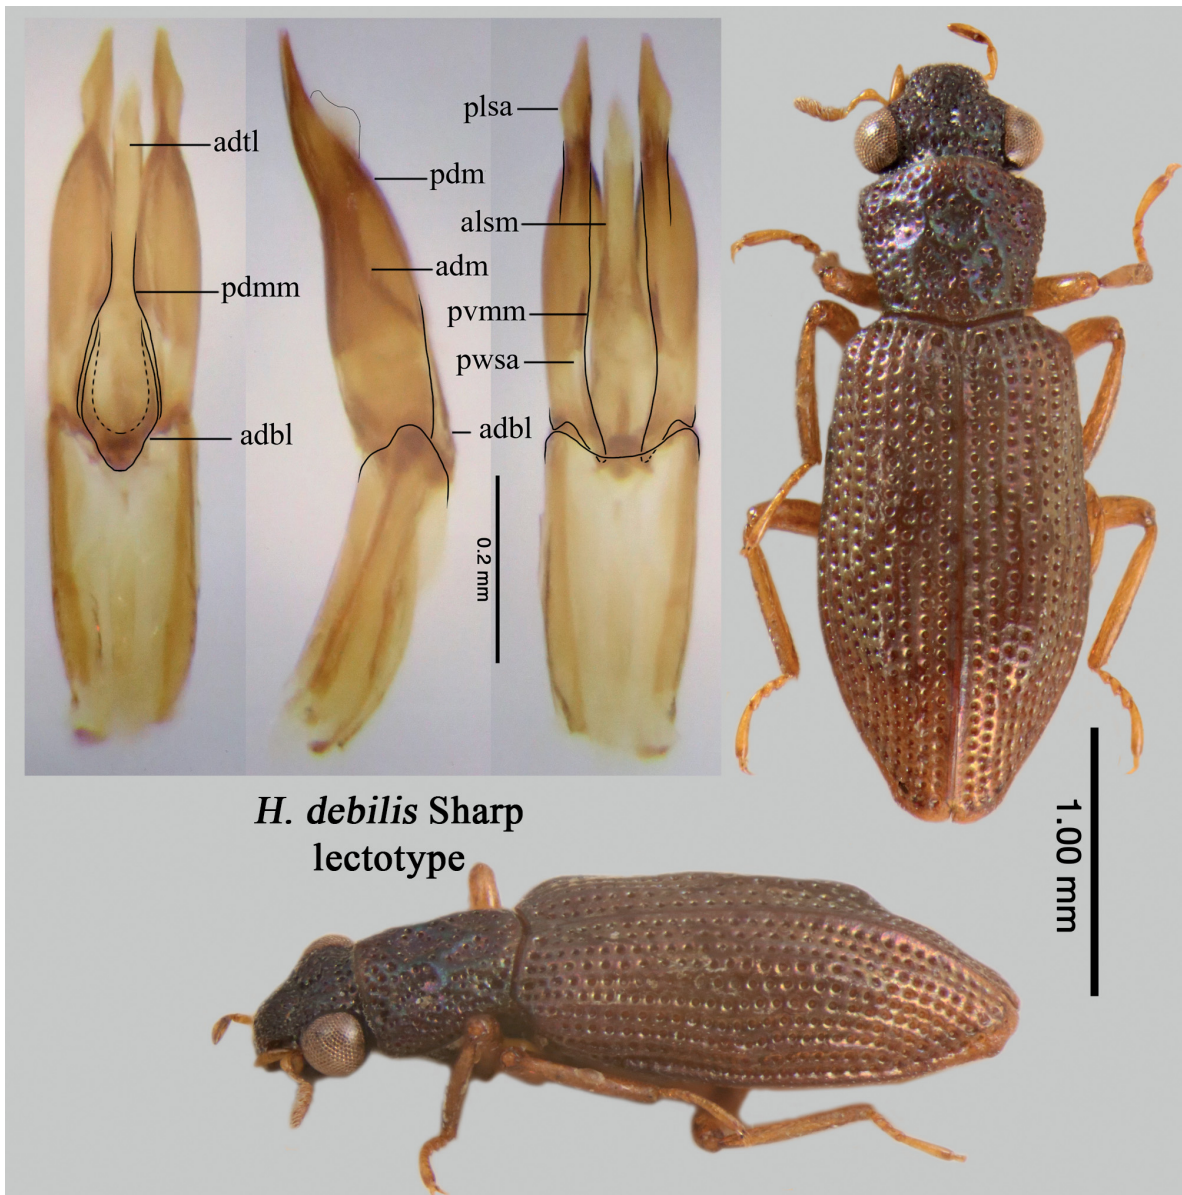 adtl
pdmm
adbl
pdm
adm
adbl
0.2 mm
plsa
alsm
pvmm
pwsa
H. debilis Sharp
lectotype
1.00 mm